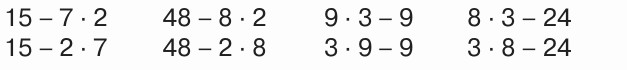 15 – 7 · 2 48 – 8 · 2 9 · 3 – 9 8 · 3 – 24
15 – 2 · 7 48 – 2 · 8 3 · 9 – 9 3 · 8 – 24